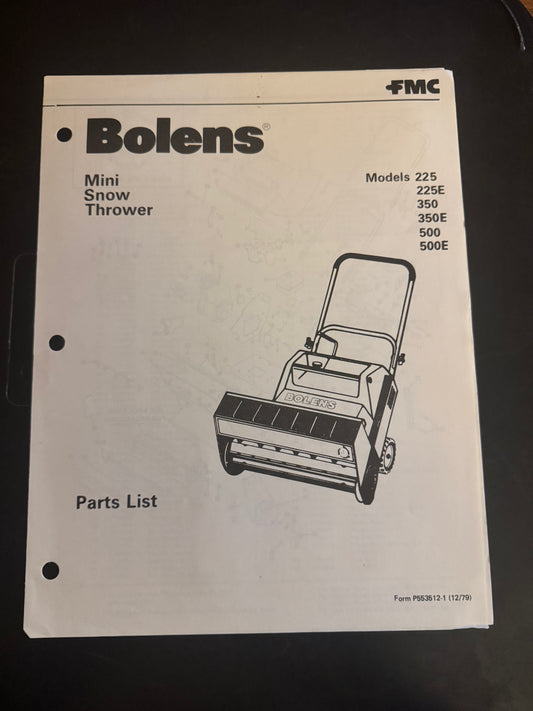 FMC
Bolens®
Mini
Snow
Thrower
Models 225
225E
350
350E
500
500E
BOLENS
Parts List
Form P553512-1 (12/79)